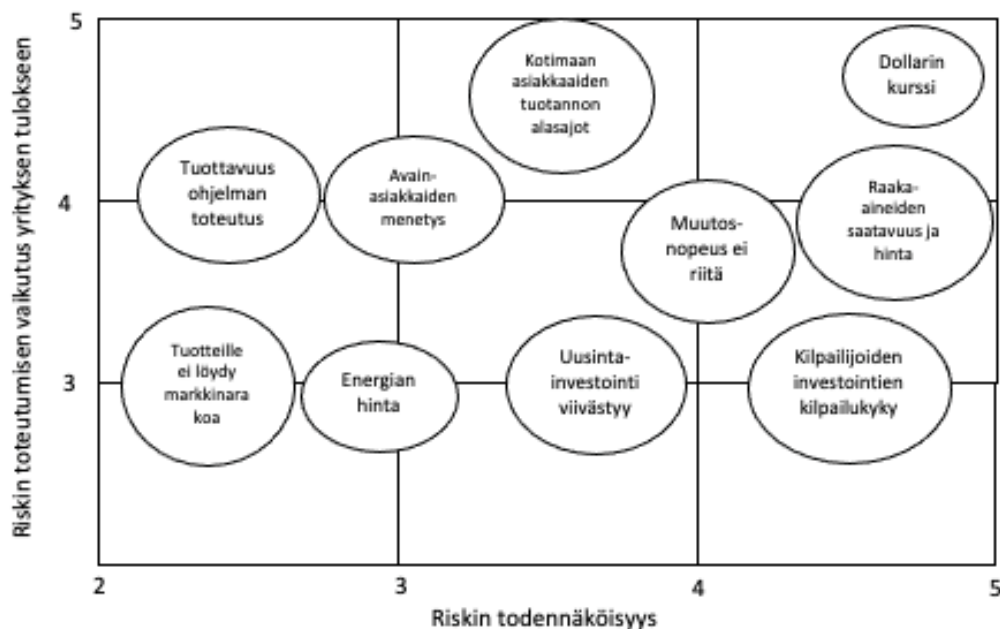 Riskin toteutumisen vaikutus yrityksen tulokseen
5
Kotimaan
asiakkaaiden
tuotannon
alasajot
Dollarin
kurssi
Tuottavuus
ohjelman
toteutus
Avain-
asiakkaiden
menetys
4
Muutos-
nopeus ei
riitä
Raaka-
aineiden
saatavuus ja
hinta
Tuotteille
ei löydy
markkinara
koa
Energian
hinta
3
Uusinta-
investointi
viivästyy
Kilpailijoiden
investointien
kilpailukyky
2
3
4
5
Riskin todennäköisyys